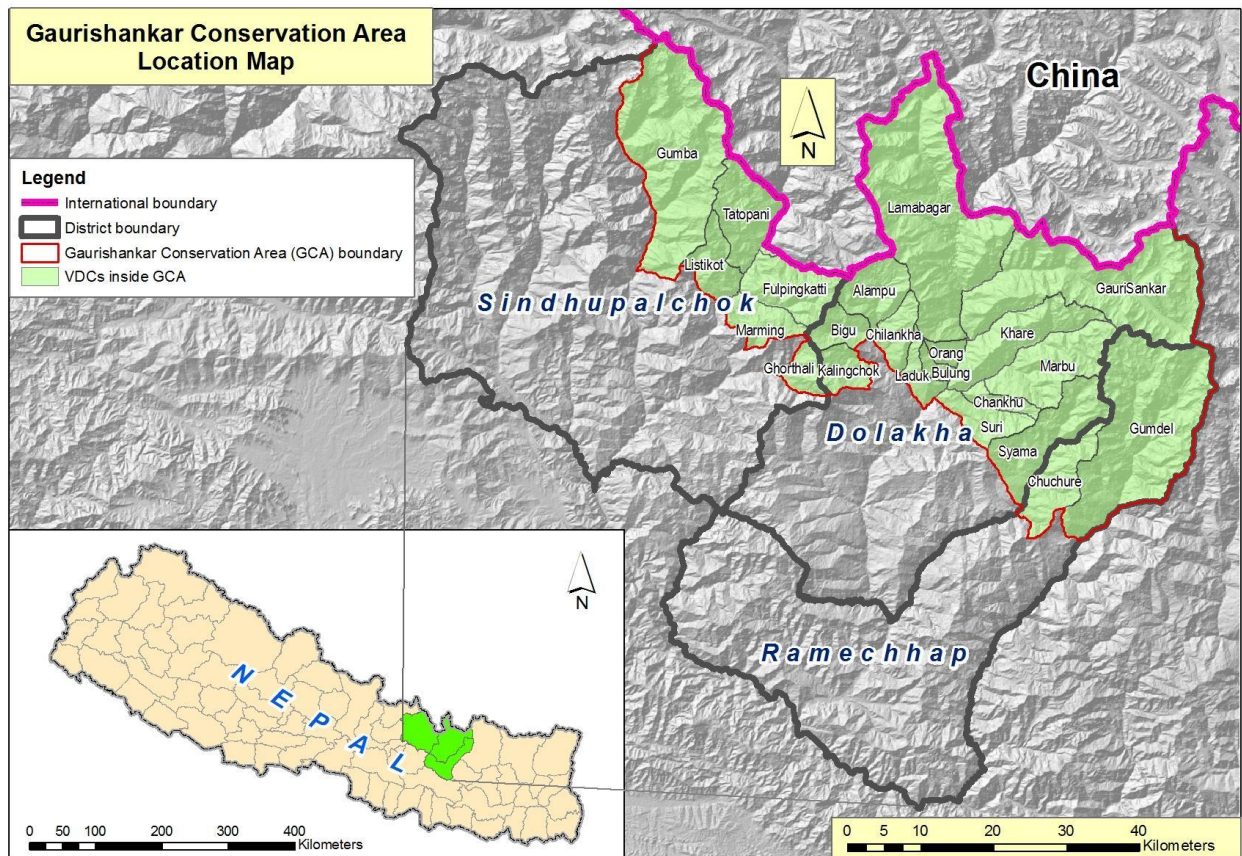 Gaurishankar Conservation Area
Location Map
China
N
Legend
International boundary
District boundary
Gaurishankar Conservation Area (GCA) boundary
VDCs inside GCA
Gumba
Tatopani
Lamabagar
Listikot
Fulpingkatti
Alampu
GauriSankar
Sindhupalchok
Marming
Bigu
Chilankha
Khare
Orang
Ghorthali
Kalingchok
Laduk
Bulung
Marbu
Chankhu
Dolakha
Suri
Gumdel
Syama
Chuchure
Ramechhap
N
NEPAL
0 50 100 200 300 400
Kilometers
0 5 10 20 30 40
Kilometers